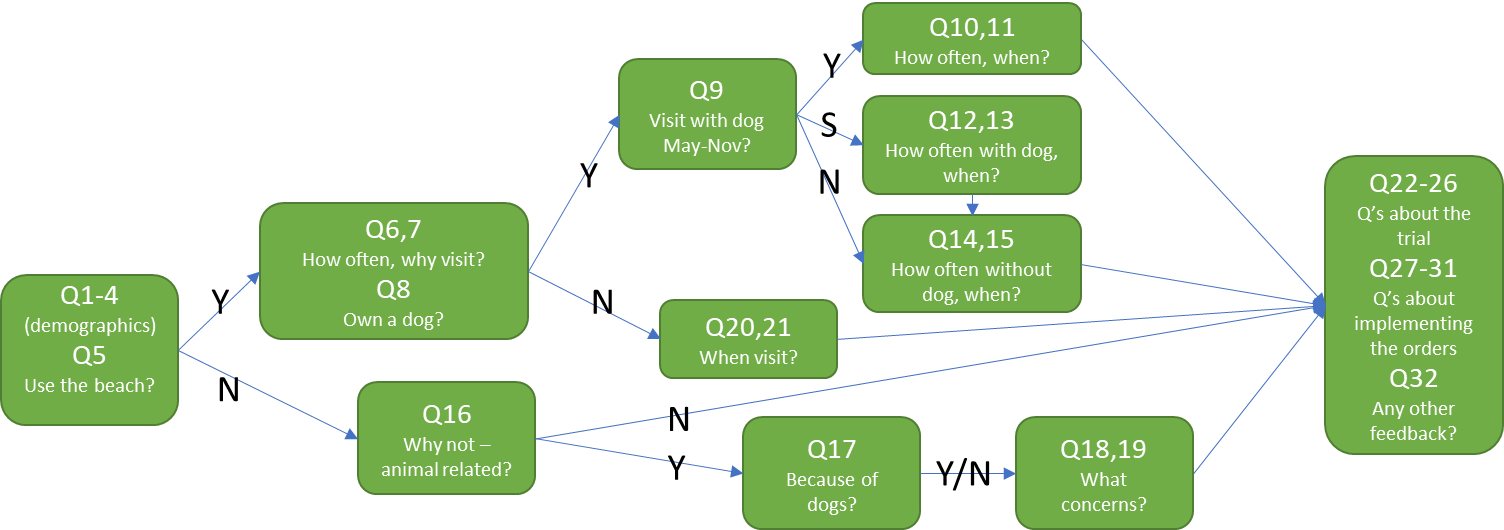 Q1-4
(demographics)
Q5
Use the beach?
Y
N
Q6,7
How often, why visit?
Q8
Own a dog?
Y
N
Q9
Visit with dog
May-Nov?
Y
S
N
Q10,11
How often, when?
Q12,13
How often with dog,
when?
Q14,15
How often without
dog, when?
Q20,21
When visit?
Q16
Why not –
animal related?
N
Y
Q17
Because of
dogs?
Y/N
Q18,19
What
concerns?
Q22-26
Q’s about the
trial
Q27-31
Q’s about
implementing
the orders
Q32
Any other
feedback?